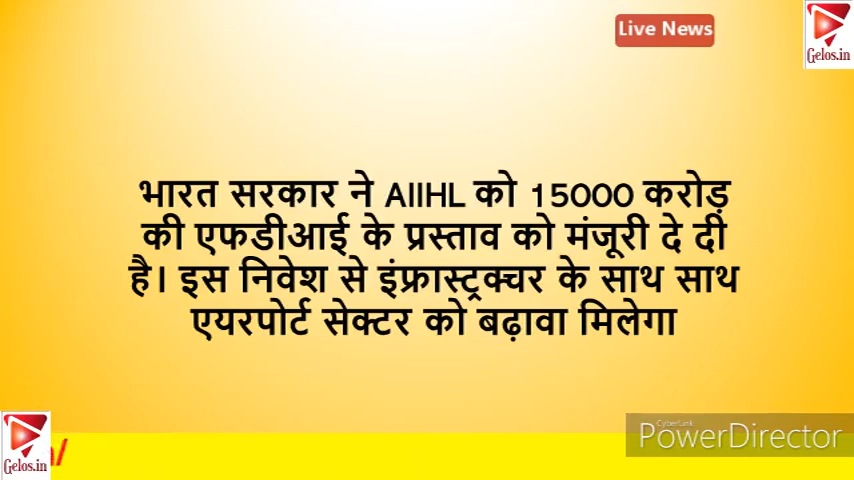 Live News
Gelos.in
भारत सरकार ने AIIHL को 15000 करोड़
की एफडीआई के प्रस्ताव को मंजूरी दे दी
है। इस निवेश से इंफ्रास्ट्रक्चर के साथ साथ
एयरपोर्ट सेक्टर को बढ़ावा मिलेगा
CyberLink
PowerDirector
Gelos.in